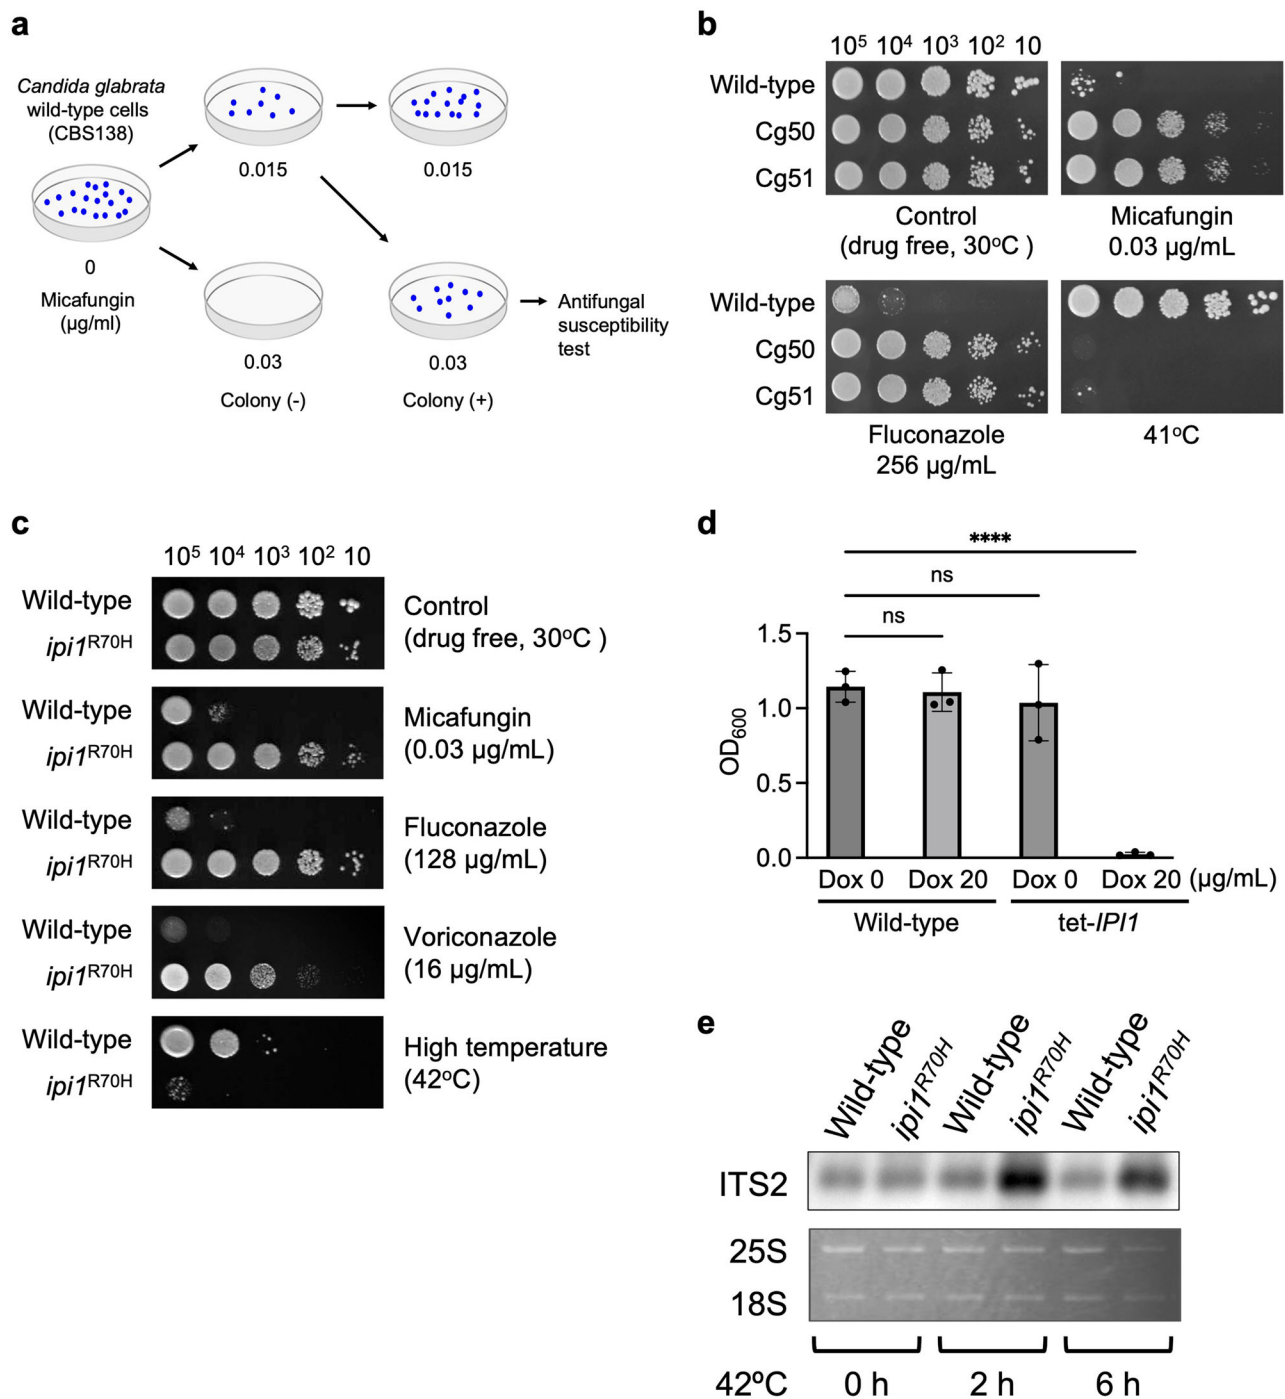 a
Candida glabrata
wild-type cells
(CBS138)
0
Micafungin
(µg/ml)
0.015
0.015
0.03
Colony (-)
0.03
Colony (+)
Antifungal
susceptibility
test
b
10⁵ 10⁴ 10³ 10² 10
Wild-type
Cg50
Cg51
Control
(drug free, 30ºC )
Micafungin
0.03 µg/mL
Wild-type
Cg50
Cg51
Fluconazole
256 µg/mL
41ºC
c
10⁵ 10⁴ 10³ 10² 10
Wild-type
ipi1ᴿ⁷⁰ᴴ
Control
(drug free, 30ºC )
Wild-type
ipi1ᴿ⁷⁰ᴴ
Micafungin
(0.03 µg/mL)
Wild-type
ipi1ᴿ⁷⁰ᴴ
Fluconazole
(128 µg/mL)
Wild-type
ipi1ᴿ⁷⁰ᴴ
Voriconazole
(16 µg/mL)
Wild-type
ipi1ᴿ⁷⁰ᴴ
High temperature
(42ºC)
d
****
ns
ns
OD₆₀₀
1.5
1.0
0.5
0.0
Dox 0 Dox 20 Dox 0 Dox 20 (µg/mL)
Wild-type tet-IPI1
e
Wild-type ipi1ᴿ⁷⁰ᴴ Wild-type ipi1ᴿ⁷⁰ᴴ Wild-type ipi1ᴿ⁷⁰ᴴ
ITS2
25S
18S
42ºC 0 h 2 h 6 h